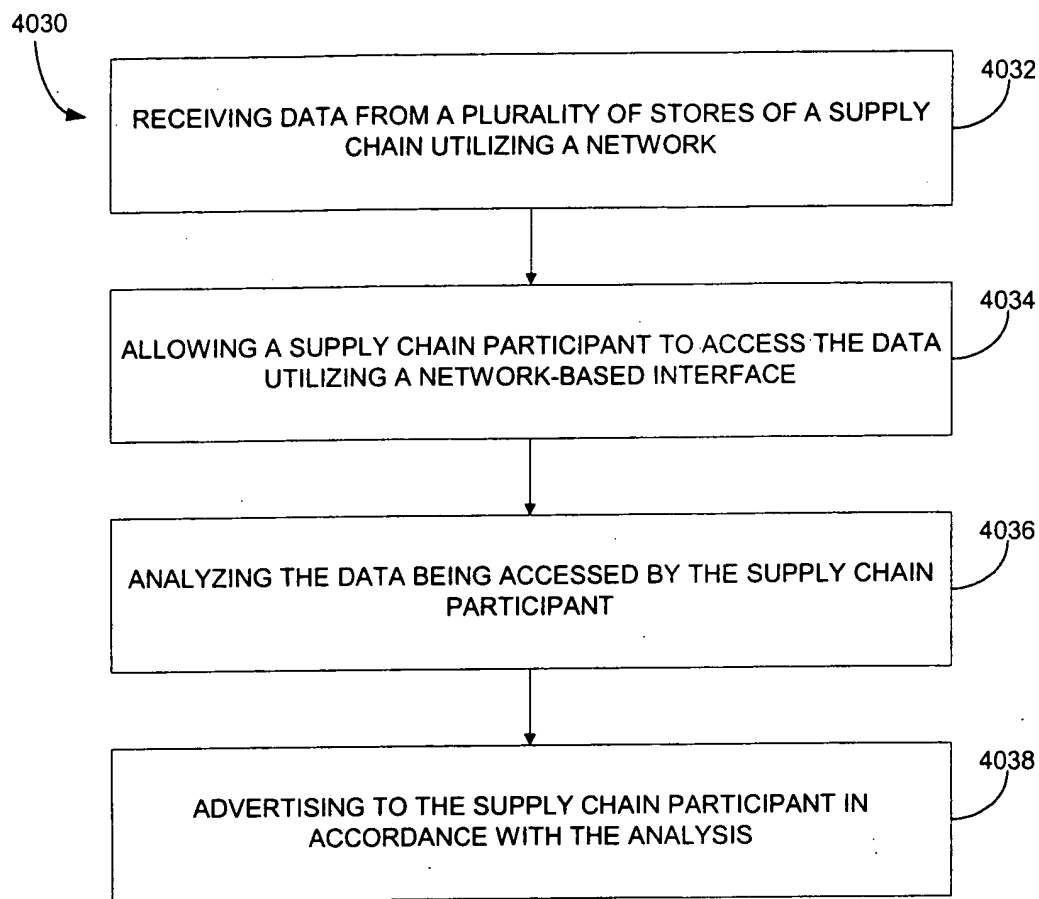 4030
4032
RECEIVING DATA FROM A PLURALITY OF STORES OF A SUPPLY
CHAIN UTILIZING A NETWORK
4034
ALLOWING A SUPPLY CHAIN PARTICIPANT TO ACCESS THE DATA
UTILIZING A NETWORK-BASED INTERFACE
4036
ANALYZING THE DATA BEING ACCESSED BY THE SUPPLY CHAIN
PARTICIPANT
4038
ADVERTISING TO THE SUPPLY CHAIN PARTICIPANT IN
ACCORDANCE WITH THE ANALYSIS